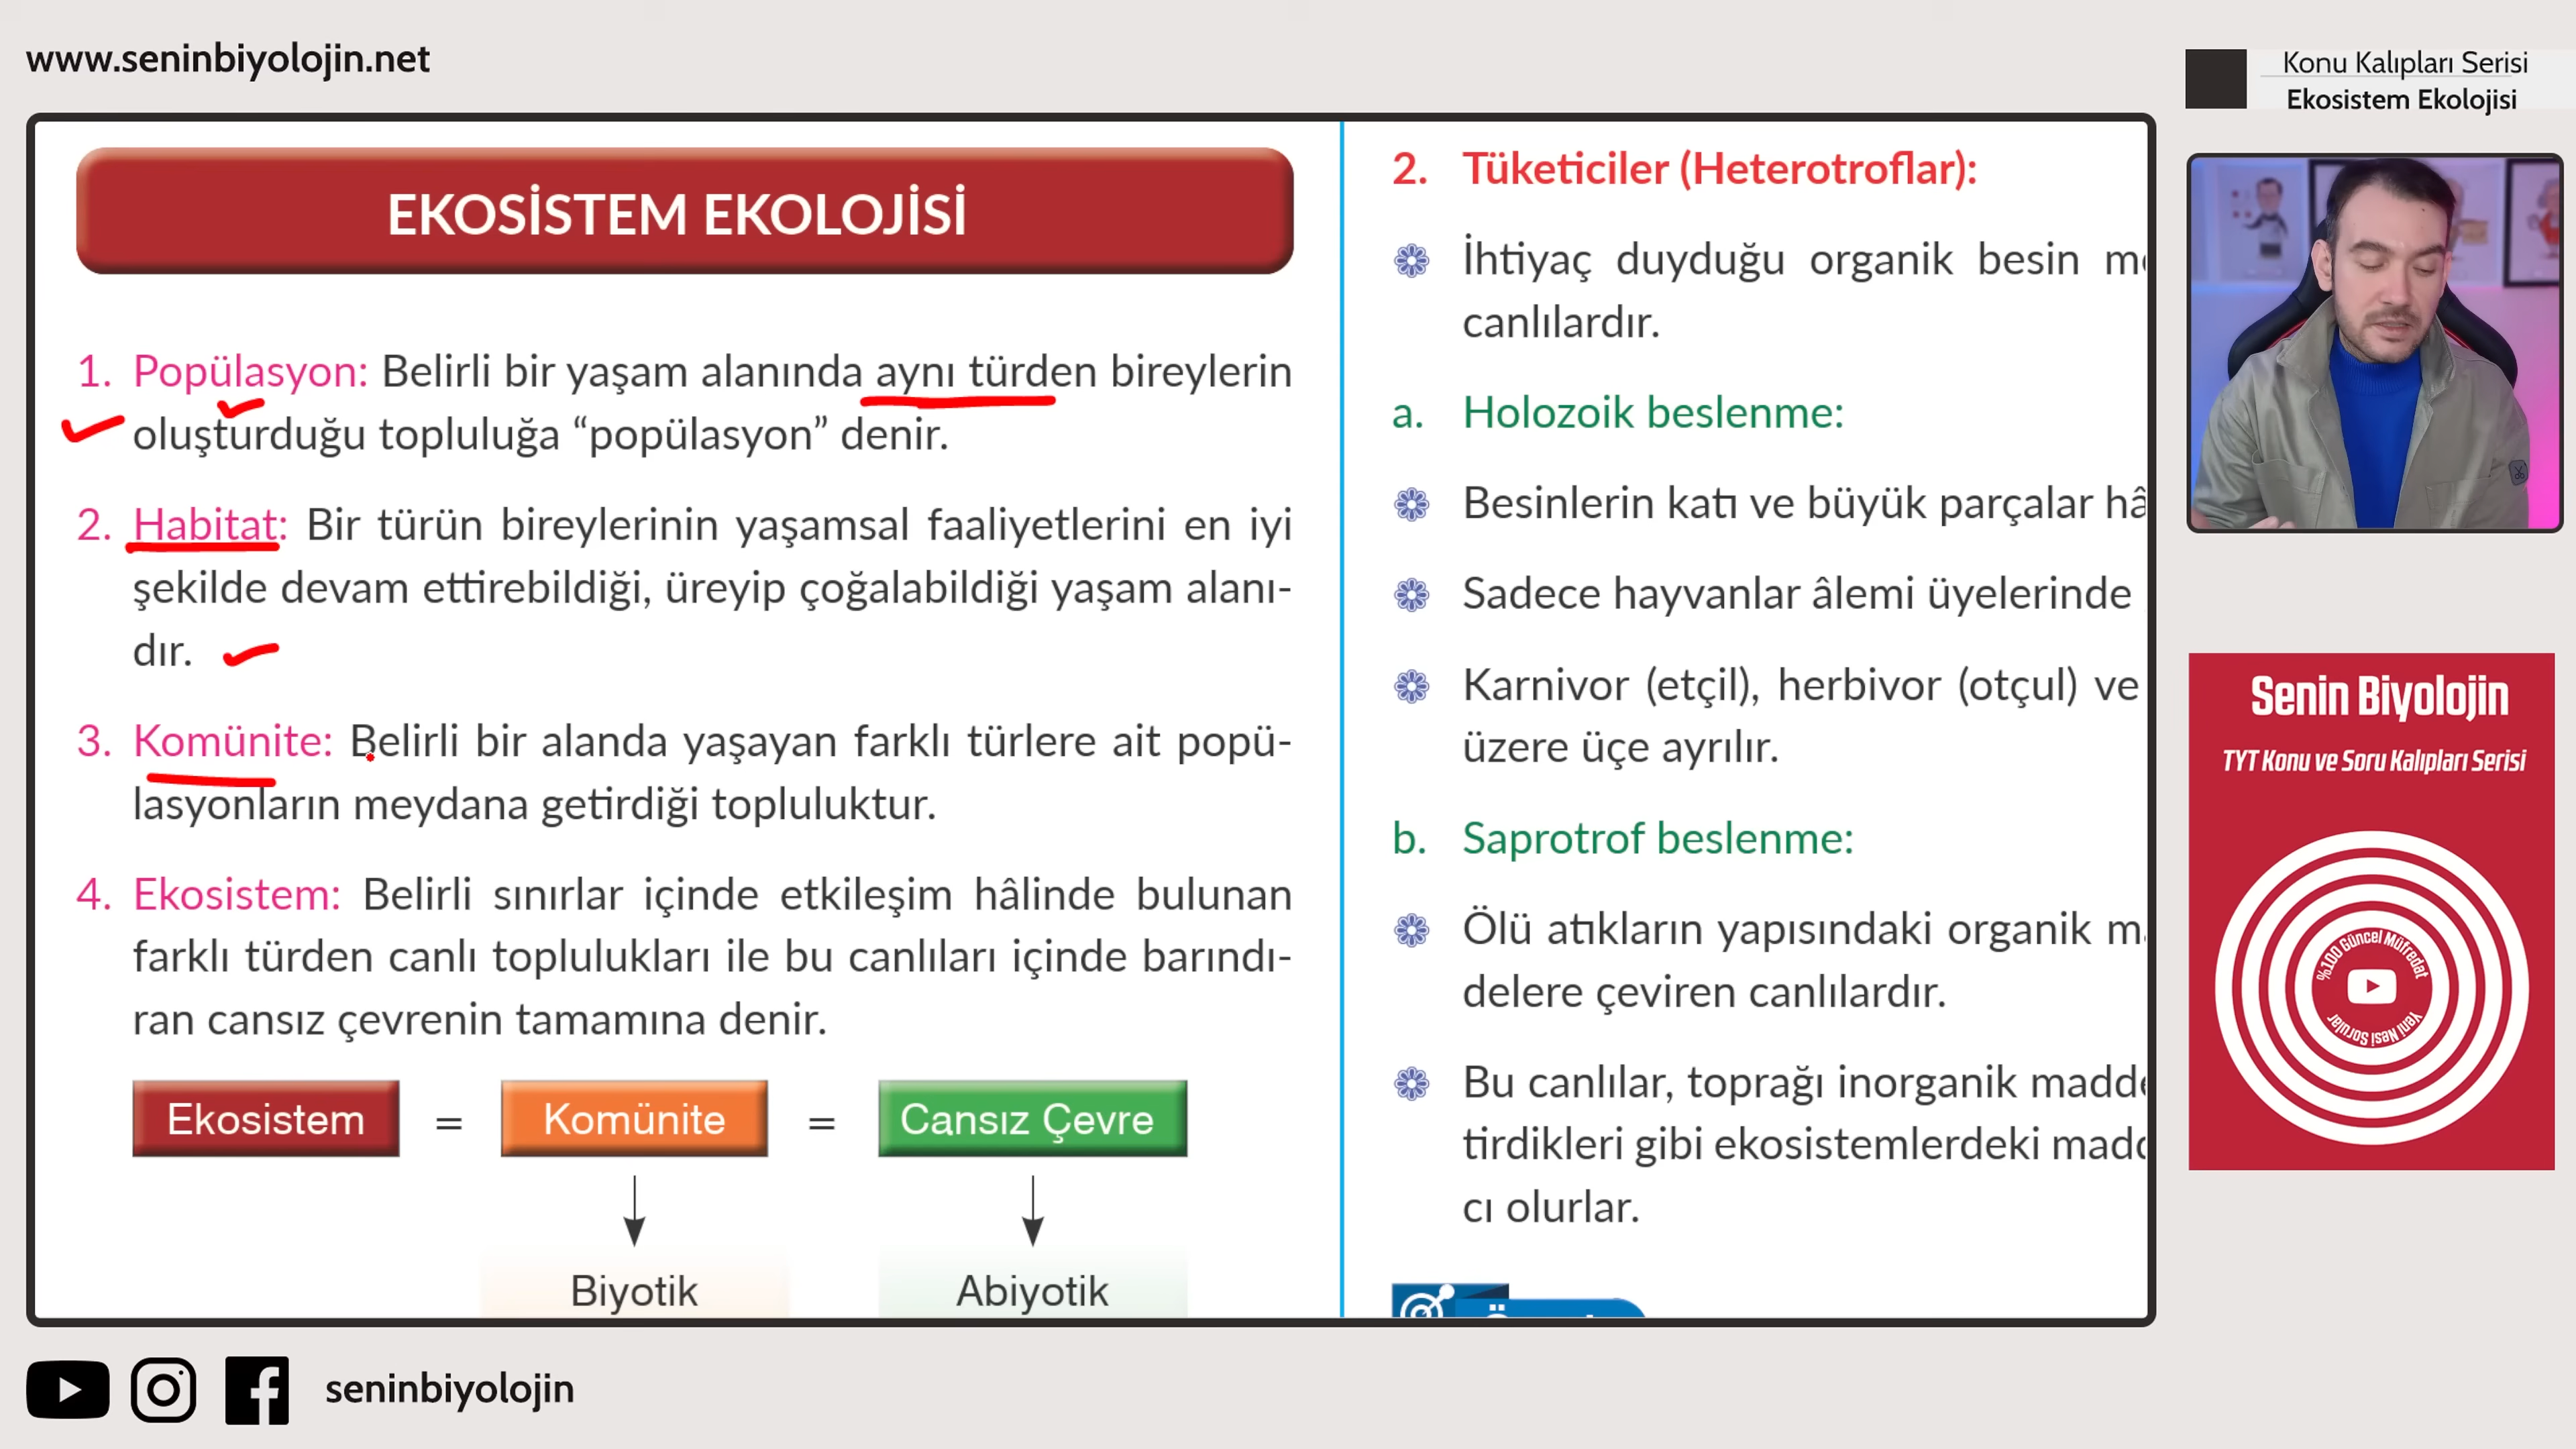 www.seninbiyolojin.net
Konu Kalıpları Serisi
Ekosistem Ekolojisi
EKOSİSTEM EKOLOJİSİ
1. Popülasyon: Belirli bir yaşam alanında aynı türden bireylerin
oluşturduğu topluluğa “popülasyon” denir.
2. Habitat: Bir türün bireylerinin yaşamsal faaliyetlerini en iyi
şekilde devam ettirebildiği, üreyip çoğalabildiği yaşam alanı-
dır.
3. Komünite: Belirli bir alanda yaşayan farklı türlere ait popü-
lasyonların meydana getirdiği topluluktur.
4. Ekosistem: Belirli sınırlar içinde etkileşim hâlinde bulunan
farklı türden canlı toplulukları ile bu canlıları içinde barındı-
ran cansız çevrenin tamamına denir.
Ekosistem = Komünite = Cansız Çevre
Biyotik Abiyotik
2. Tüketiciler (Heterotroflar):
İhtiyaç duyduğu organik besin
canlılardır.
a. Holozoik beslenme:
Besinlerin katı ve büyük parçalar
Sadece hayvanlar âlemi üyelerinde
Karnivor (etçil), herbivor (otçul) ve
üzere üçe ayrılır.
b. Saprotrof beslenme:
Ölü atıkların yapısındaki organik
delere çeviren canlılardır.
Bu canlılar, toprağı inorganik
tirdikleri gibi ekosistemlerdeki
cı olurlar.
Senin Biyolojin
TYT Konu ve Soru Kalıpları Serisi
%100 Güncel Müfredat
Yeni Nesil Sorular
seninbiyolojin